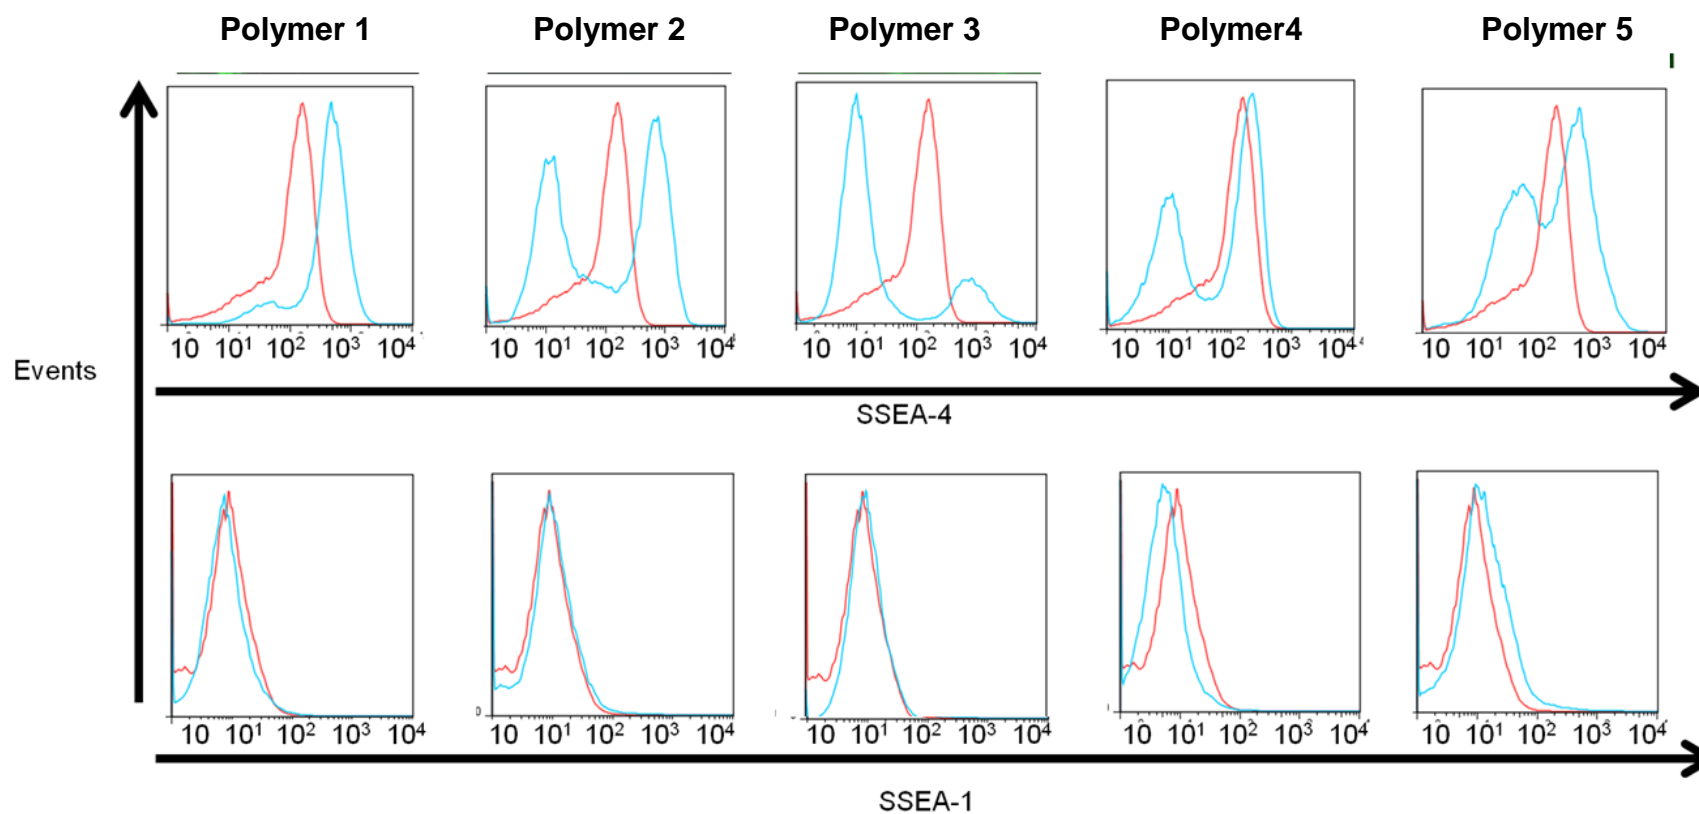 Polymer 1 Polymer 2 Polymer 3 Polymer4 Polymer 5
10 10¹ 10² 10³ 10⁴ 10 10¹ 10² 10³ 10⁴ 10 10¹ 10² 10³ 10⁴ 10 10¹ 10² 10³ 10⁴ 10 10¹ 10² 10³ 10⁴
Events
SSEA-4
10 10¹ 10² 10³ 10⁴ 10 10¹ 10² 10³ 10⁴ 10 10¹ 10² 10³ 10⁴ 10 10¹ 10² 10³ 10⁴ 10 10¹ 10² 10³ 10⁴
SSEA-1